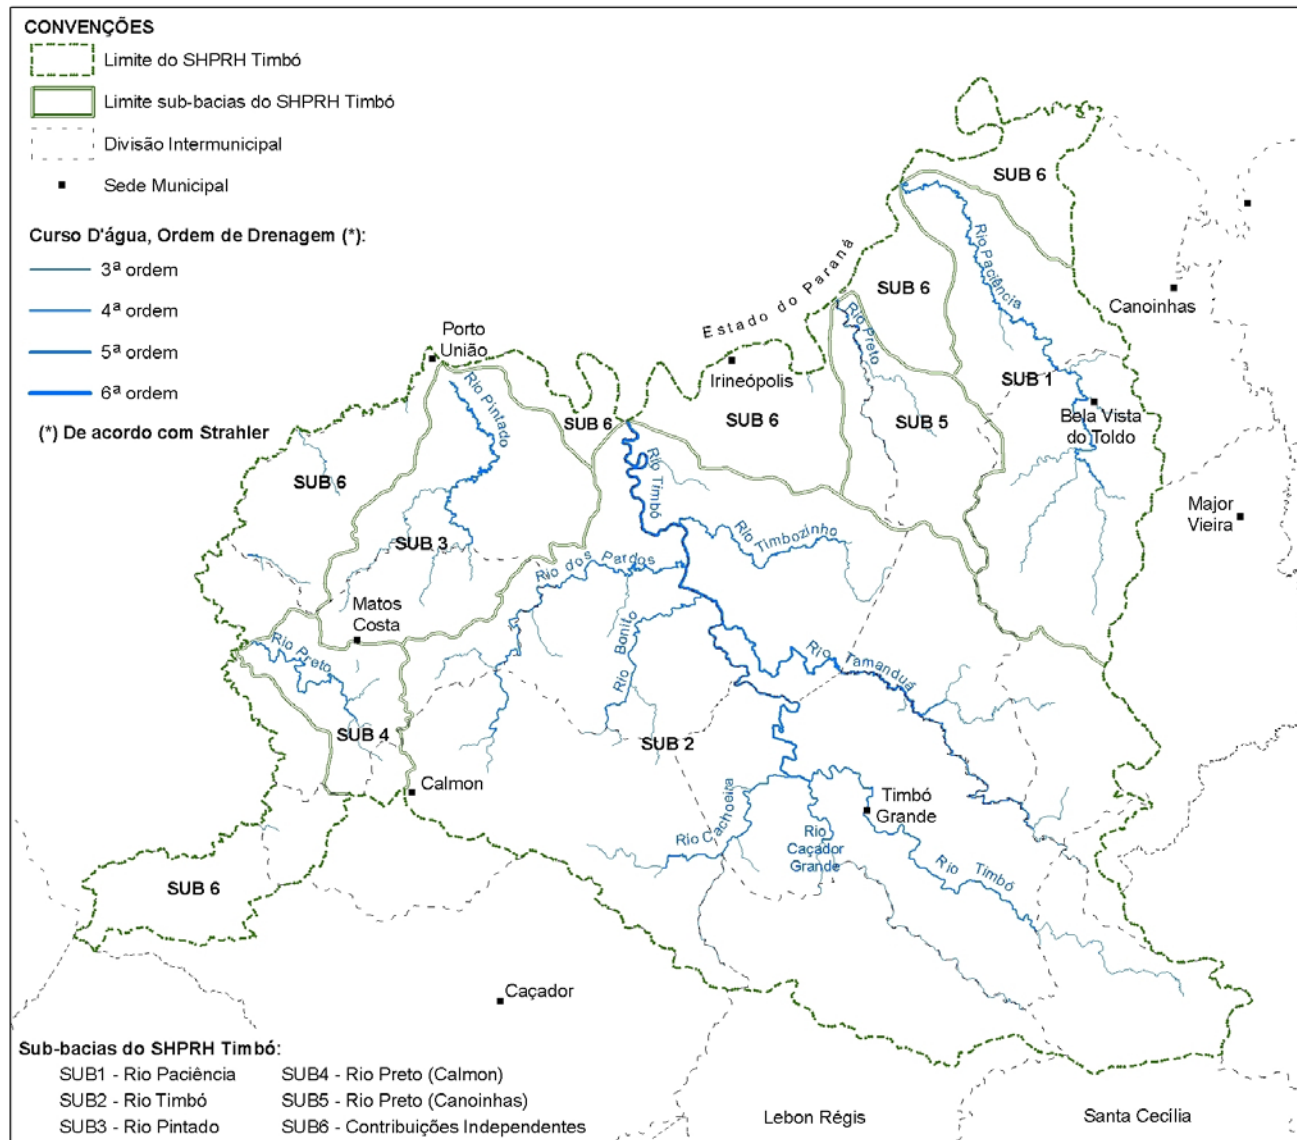 CONVENÇÕES
Limite do SHPRH Timbó
Limite sub-bacias do SHPRH Timbó
Divisão Intermunicipal
Sede Municipal
Curso D'água, Ordem de Drenagem (*):
3ª ordem
4ª ordem
5ª ordem
6ª ordem
(*) De acordo com Strahler
SUB 6
Rio Paciência
Estado do Paraná
SUB 6
Canoinhas
Rio Preto
Porto
União
Irineópolis
SUB 1
Rio Pintado
Bela Vista
do Toldo
SUB 6
SUB 6
SUB 5
SUB 6
Rio Timbó
Major
Vieira
SUB 3
Rio Timbozinho
Rio dos Pardos
Matos
Costa
Rio Bonito
Rio Preto
Rio Tamanduá
SUB 4
SUB 2
Calmon
Timbó
Grande
Rio Cachoeira
Rio
Caçador
Grande
Rio Timbó
SUB 6
Caçador
Sub-bacias do SHPRH Timbó:
SUB1 - Rio Paciência
SUB2 - Rio Timbó
SUB3 - Rio Pintado
SUB4 - Rio Preto (Calmon)
SUB5 - Rio Preto (Canoinhas)
SUB6 - Contribuições Independentes
Lebon Régis
Santa Cecília